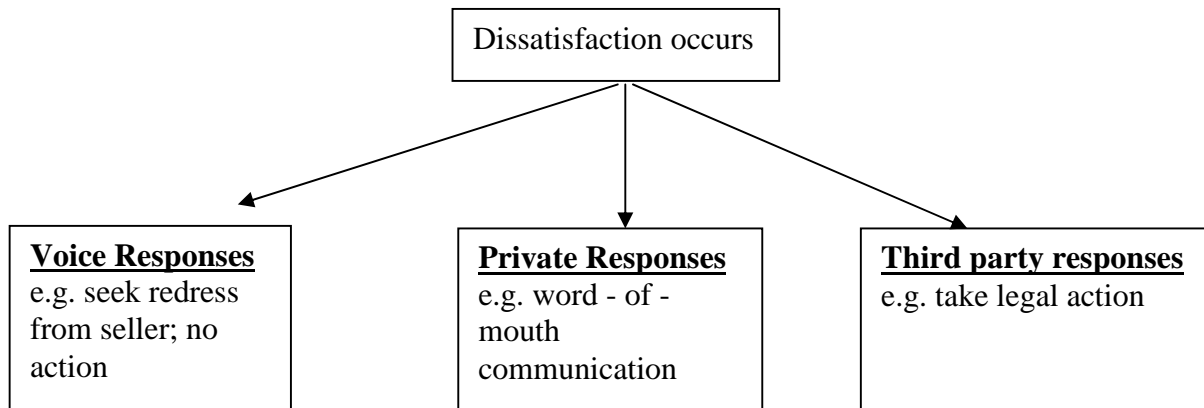 Dissatisfaction occurs
Voice Responses
e.g. seek redress
from seller; no
action
Private Responses
e.g. word - of -
mouth
communication
Third party responses
e.g. take legal action